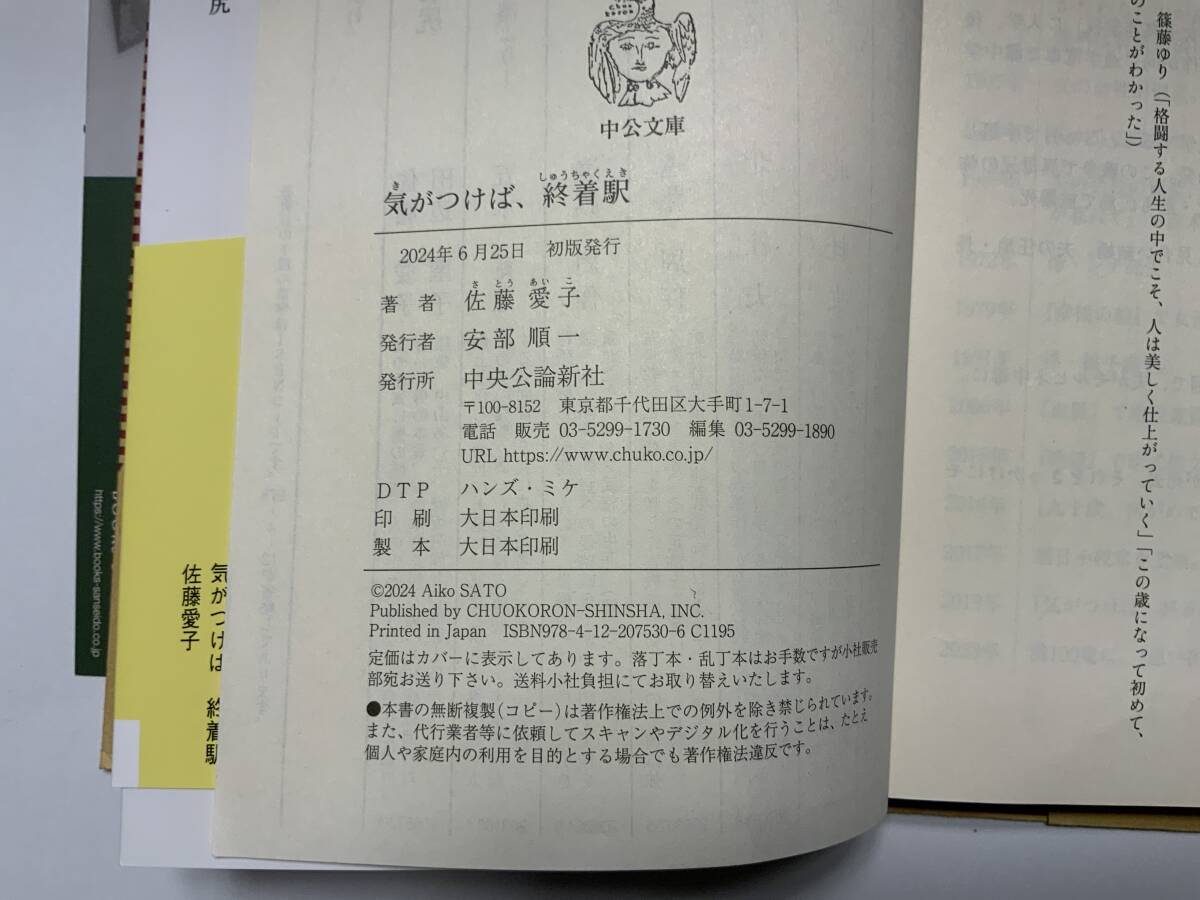 中公文庫
気がつけば、終着駅
き しゅうちゃくえき
2024年6月25日 初版発行
著者 佐藤愛子
さ とう あい こ
発行者 安部順一
発行所 中央公論新社
〒100-8152 東京都千代田区大手町1-7-1
電話 販売 03-5299-1730 編集 03-5299-1890
URL https://www.chuko.co.jp/
DTP ハンズ・ミケ
印刷 大日本印刷
製本 大日本印刷
©2024 Aiko SATO
Published by CHUOKORON-SHINSHA, INC.
Printed in Japan ISBN978-4-12-207530-6 C1195
定価はカバーに表示してあります。落丁本・乱丁本はお手数ですが小社販売
部宛お送り下さい。送料小社負担にてお取り替えいたします。
●本書の無断複製(コピー)は著作権法上での例外を除き禁じられています。
また、代行業者等に依頼してスキャンやデジタル化を行うことは、たとえ
個人や家庭内の利用を目的とする場合でも著作権法違反です。
篠藤ゆり(「格闘する人生の中でこそ、人は美しく仕上がっていく」「この歳になって初めて、
のことがわかった」)
気がつけば 終着駅
佐藤愛子
https://www.books-sanseido.co.jp
尻